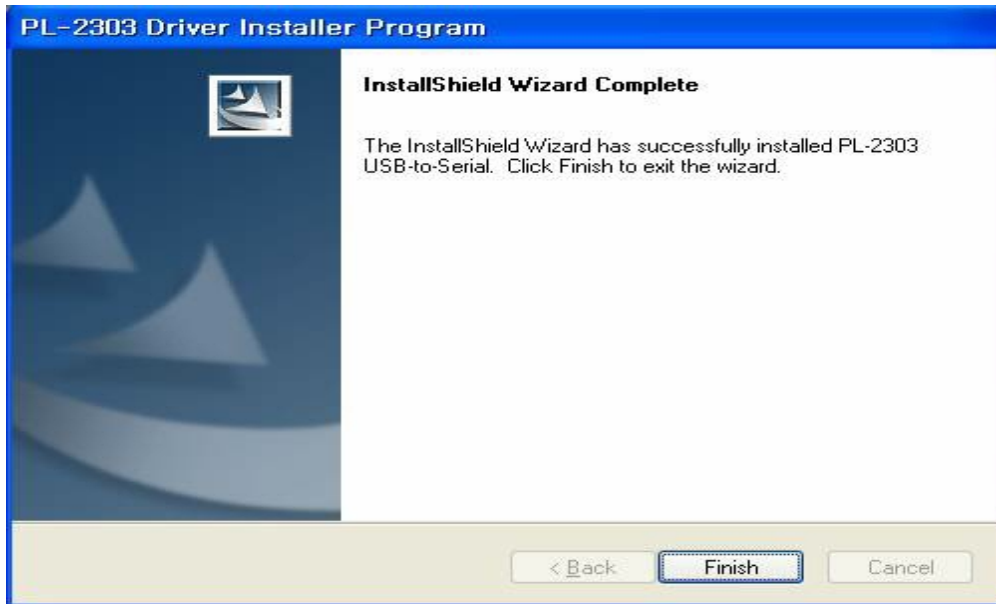 PL-2303 Driver Installer Program
InstallShield Wizard Complete
The InstallShield Wizard has successfully installed PL-2303
USB-to-Serial. Click Finish to exit the wizard.
< Back
Finish
Cancel